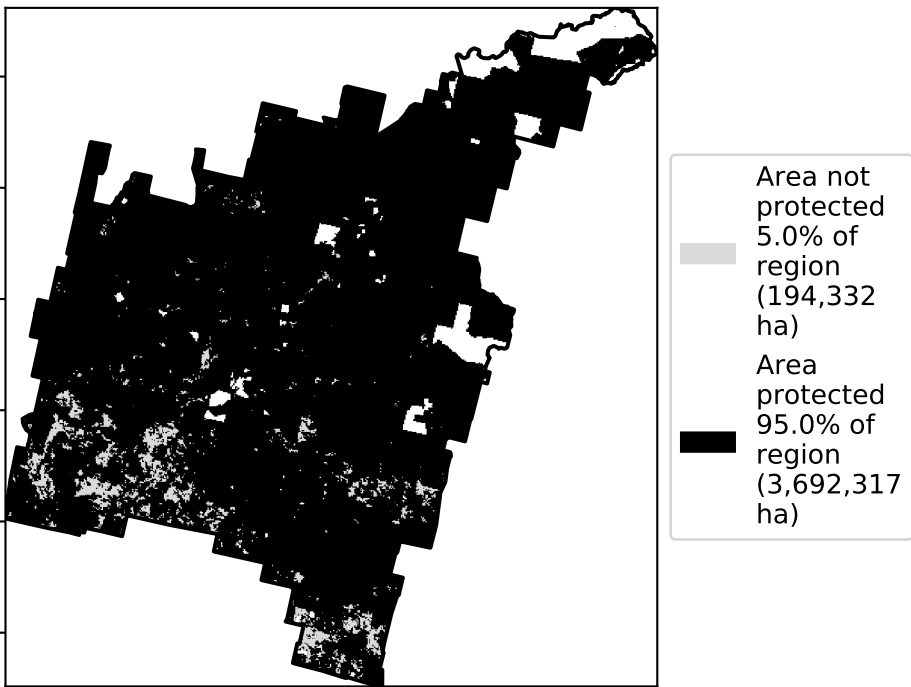 Area not
protected
5.0% of
region
(194,332
ha)
Area
protected
95.0% of
region
(3,692,317
ha)